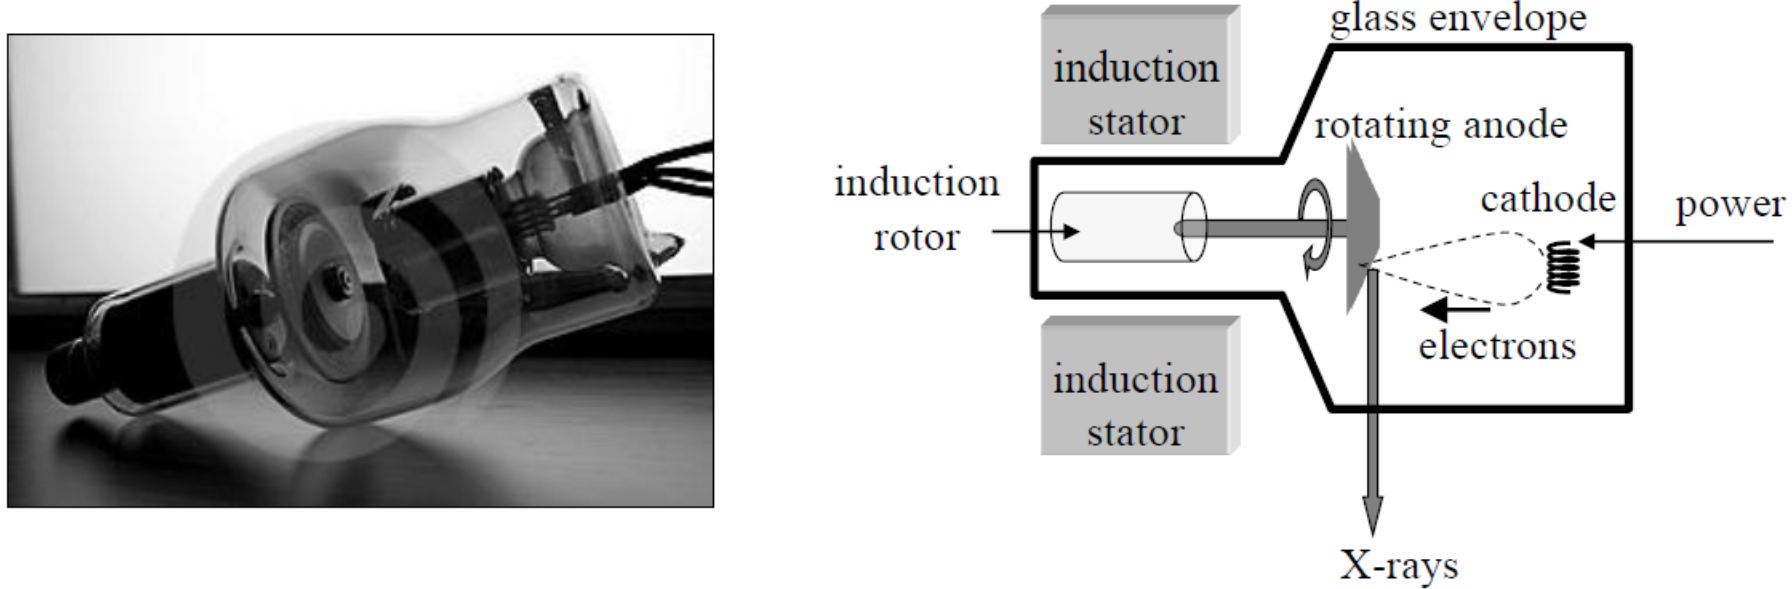 glass envelope
induction
stator
rotating anode
induction
rotor
cathode
power
electrons
induction
stator
X-rays